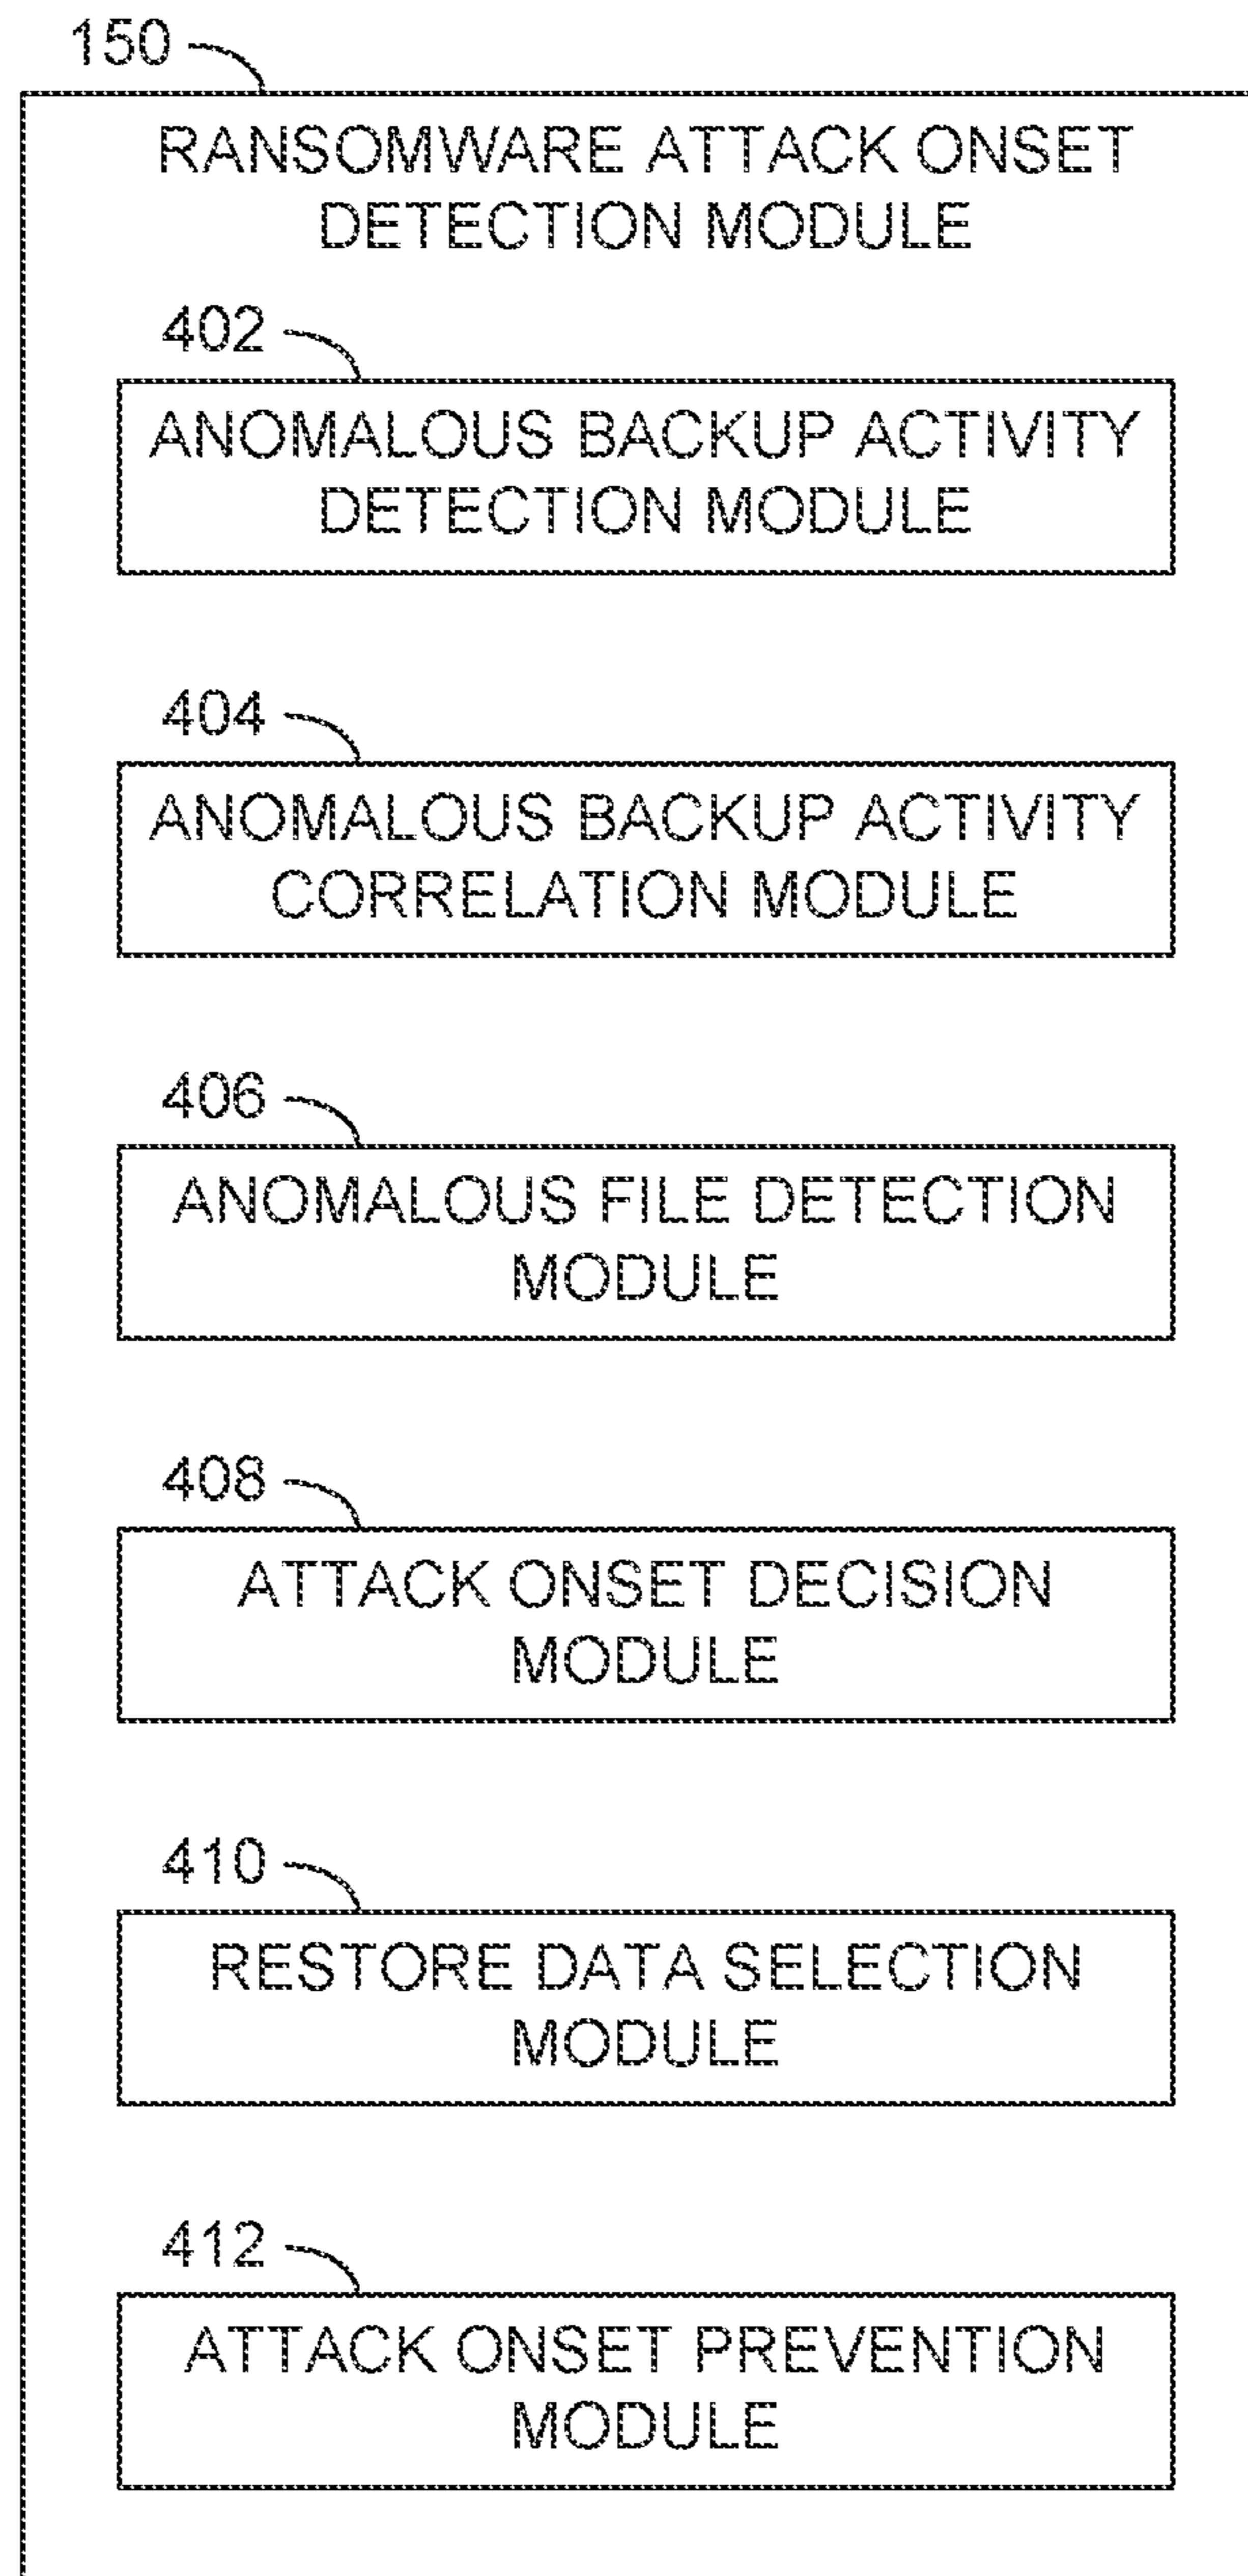 150
RANSOMWARE ATTACK ONSET
DETECTION MODULE
402
ANOMALOUS BACKUP ACTIVITY
DETECTION MODULE
404
ANOMALOUS BACKUP ACTIVITY
CORRELATION MODULE
406
ANOMALOUS FILE DETECTION
MODULE
408
ATTACK ONSET DECISION
MODULE
410
RESTORE DATA SELECTION
MODULE
412
ATTACK ONSET PREVENTION
MODULE